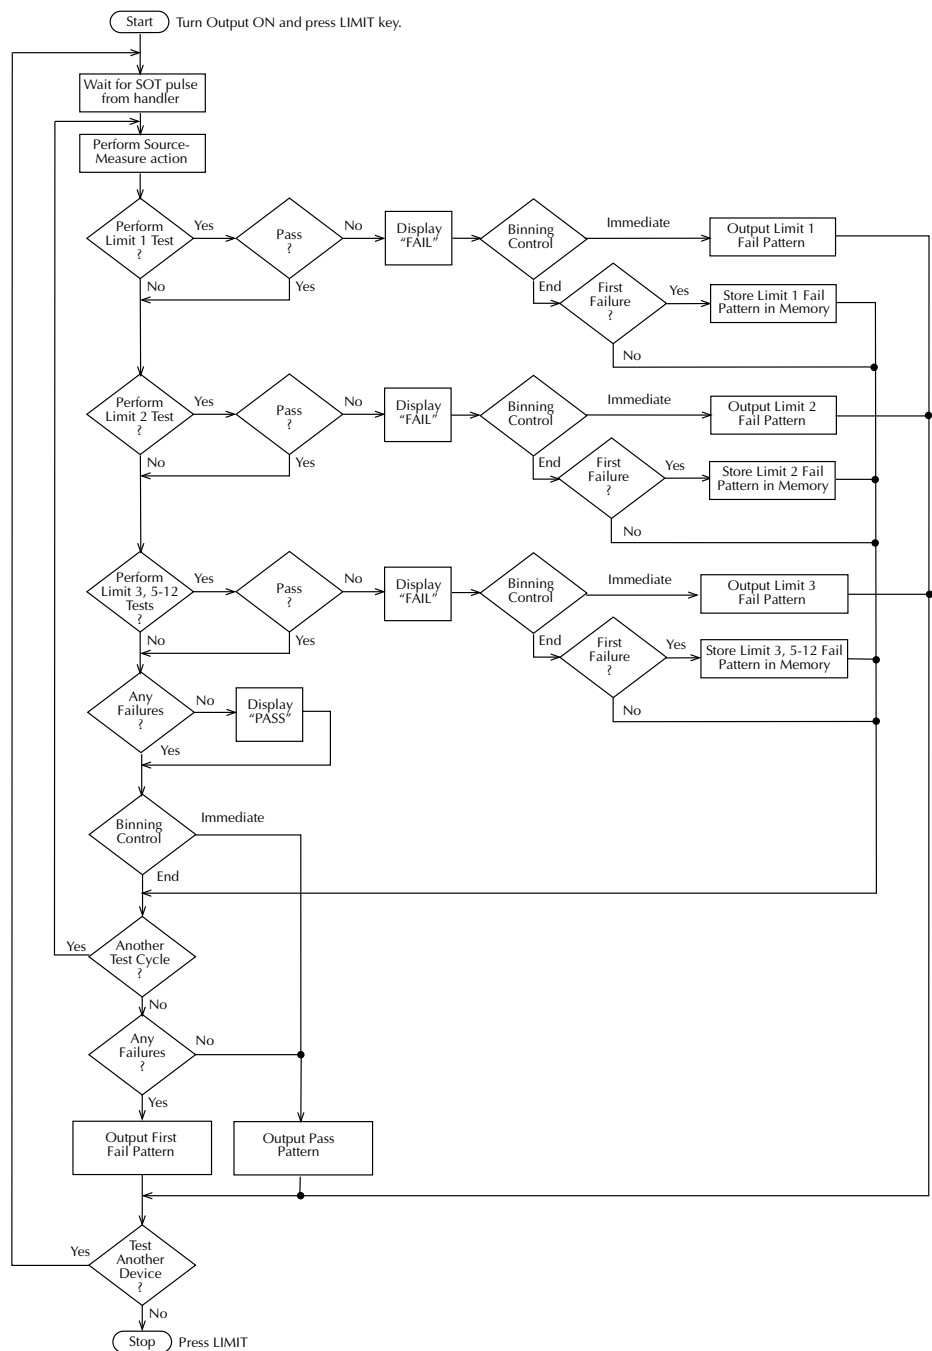 Start
Turn Output ON and press LIMIT key.
Wait for SOT pulse
from handler
Perform Source-
Measure action
Perform
Limit 1 Test
?
Yes
No
Pass
?
No
Yes
Display
“FAIL”
Binning
Control
Immediate
End
Output Limit 1
Fail Pattern
First
Failure
?
Yes
No
Store Limit 1 Fail
Pattern in Memory
Perform
Limit 2 Test
?
Yes
No
Pass
?
No
Yes
Display
“FAIL”
Binning
Control
Immediate
End
Output Limit 2
Fail Pattern
First
Failure
?
Yes
No
Store Limit 2 Fail
Pattern in Memory
Perform
Limit 3, 5-12
Tests
?
Yes
No
Pass
?
No
Yes
Display
“FAIL”
Binning
Control
Immediate
End
Output Limit 3
Fail Pattern
First
Failure
?
Yes
No
Store Limit 3, 5-12 Fail
Pattern in Memory
Any
Failures
?
No
Yes
Display
“PASS”
Binning
Control
Immediate
End
Another
Test Cycle
?
Yes
No
Any
Failures
?
No
Yes
Output First
Fail Pattern
Output Pass
Pattern
Test
Another
Device
?
Yes
No
Stop
Press LIMIT